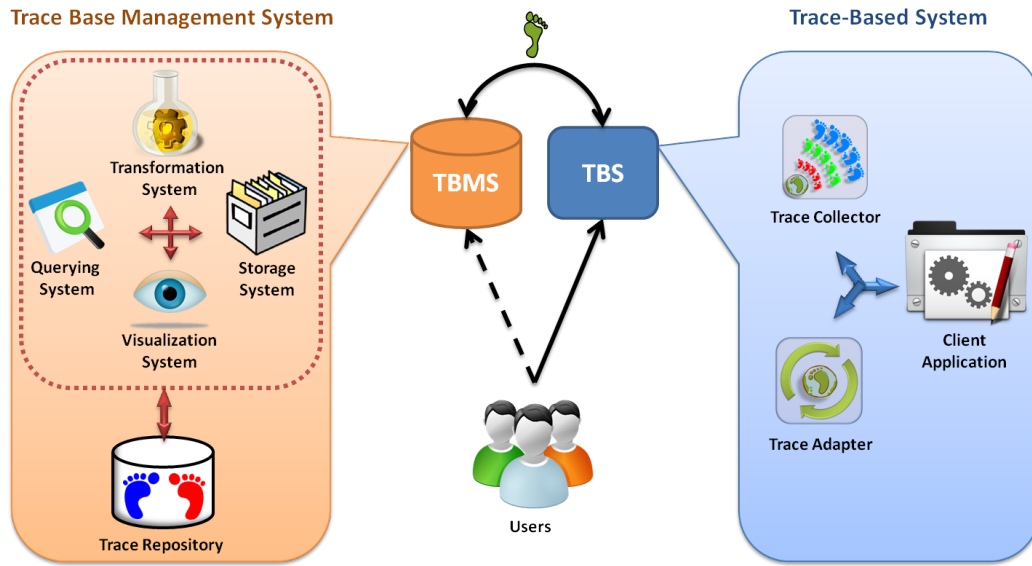 Trace Base Management System
Trace-Based System
Transformation
System
Querying
System
Storage
System
Visualization
System
Trace Repository
TBMS
TBS
Users
Trace Collector
Client
Application
Trace Adapter